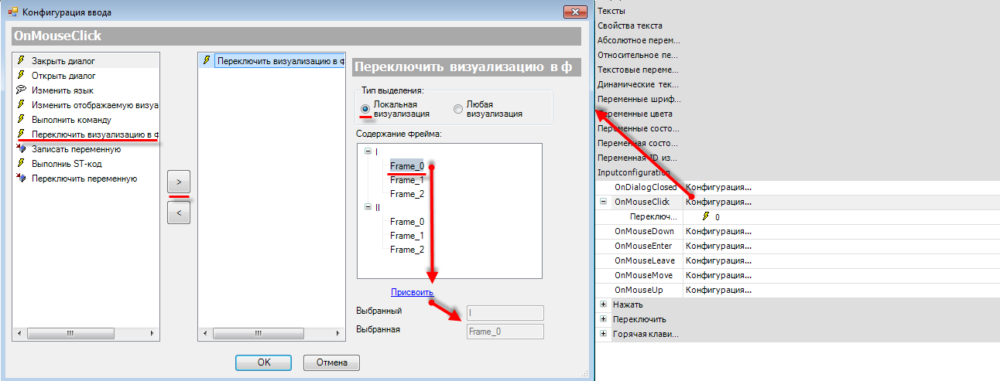 Конфигурация ввода
OnMouseClick
Закрыть диалог
Открыть диалог
Изменить язык
Изменить отображаемую визуа
Выполнить команду
Переключить визуализацию в ф
Записать переменную
Выполниь ST-код
Переключить переменную
>
<
Переключить визуализацию в ф
Переключить визуализацию в ф
Тип выделения:
Локальная
визуализация
Любая
визуализация
Содержание фрейма:
I
Frame_0
Frame_1
Frame_2
II
Frame_0
Frame_1
Frame_2
Присвоить
Выбранный
I
Выбранная
Frame_0
OK
Отмена
Тексты
Свойства текста
Абсолютное перем...
Относительное пе...
Текстовые переме...
Динамические тек...
Переменные шриф...
Переменные цвета
Переменные состо...
Переменная состо...
Переменная ID из...
Inputconfiguration
OnDialogClosed Конфигурация...
OnMouseClick Конфигурация...
Переключ... 0
OnMouseDown Конфигурация...
OnMouseEnter Конфигурация...
OnMouseLeave Конфигурация...
OnMouseMove Конфигурация...
OnMouseUp Конфигурация...
Нажать
Переключить
Горячая клави...